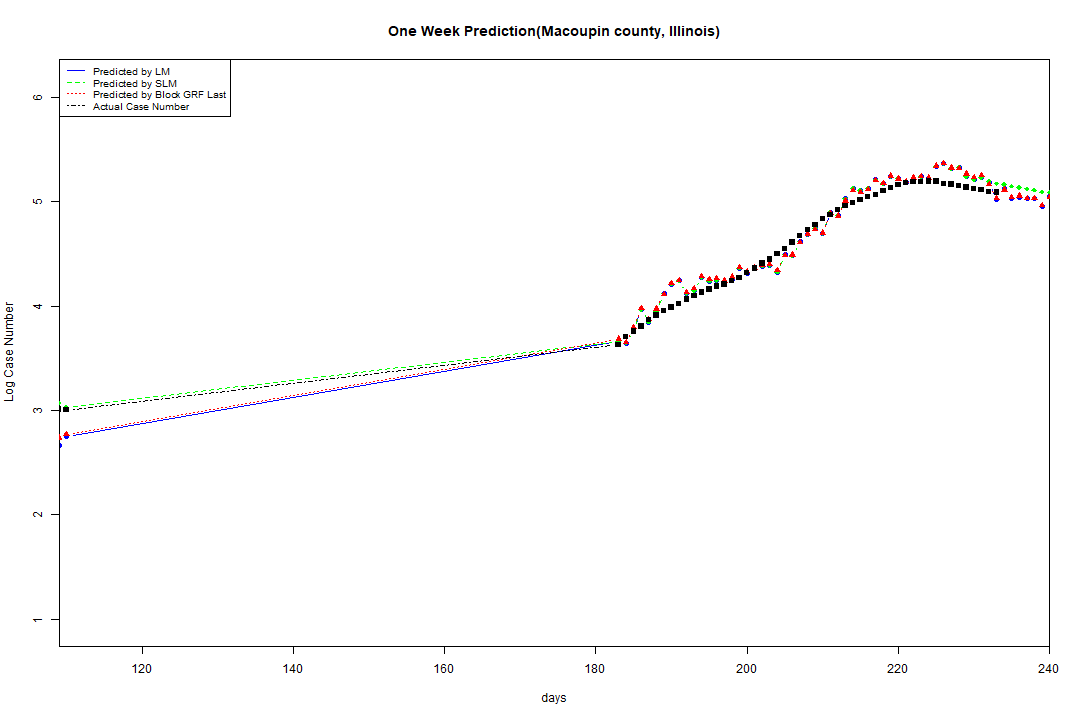 One Week Prediction(Macoupin county, Illinois)
Predicted by LM
Predicted by SLM
Predicted by Block GRF Last
Actual Case Number
Log Case Number
6
5
4
3
2
1
120 140 160 180 200 220 240
days